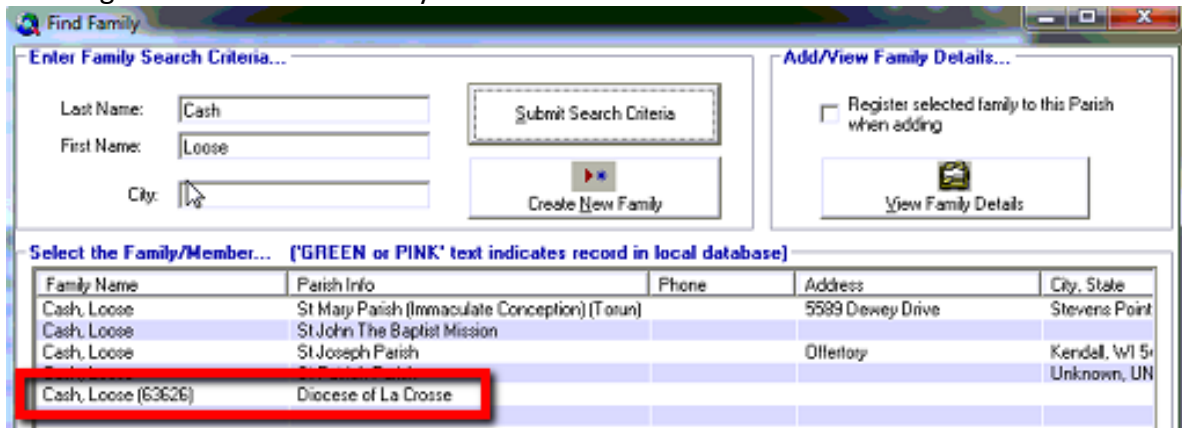 Find Family
Enter Family Search Criteria...
Last Name: Cash
First Name: Loose
City:
Submit Search Criteria
Create New Family
Add/View Family Details...
Register selected family to this Parish
when adding
View Family Details
Select the Family/Member... ('GREEN or PINK' text indicates record in local database)
Family Name Parish Info Phone Address City, State
Cash, Loose St Mary Parish (Immaculate Conception) (Torun) 5589 Dewey Drive Stevens Point
Cash, Loose St John The Baptist Mission
Cash, Loose St Joseph Parish Offertory Kendall, WI
Unknown, UN
Cash, Loose (63626) Diocese of La Crosse